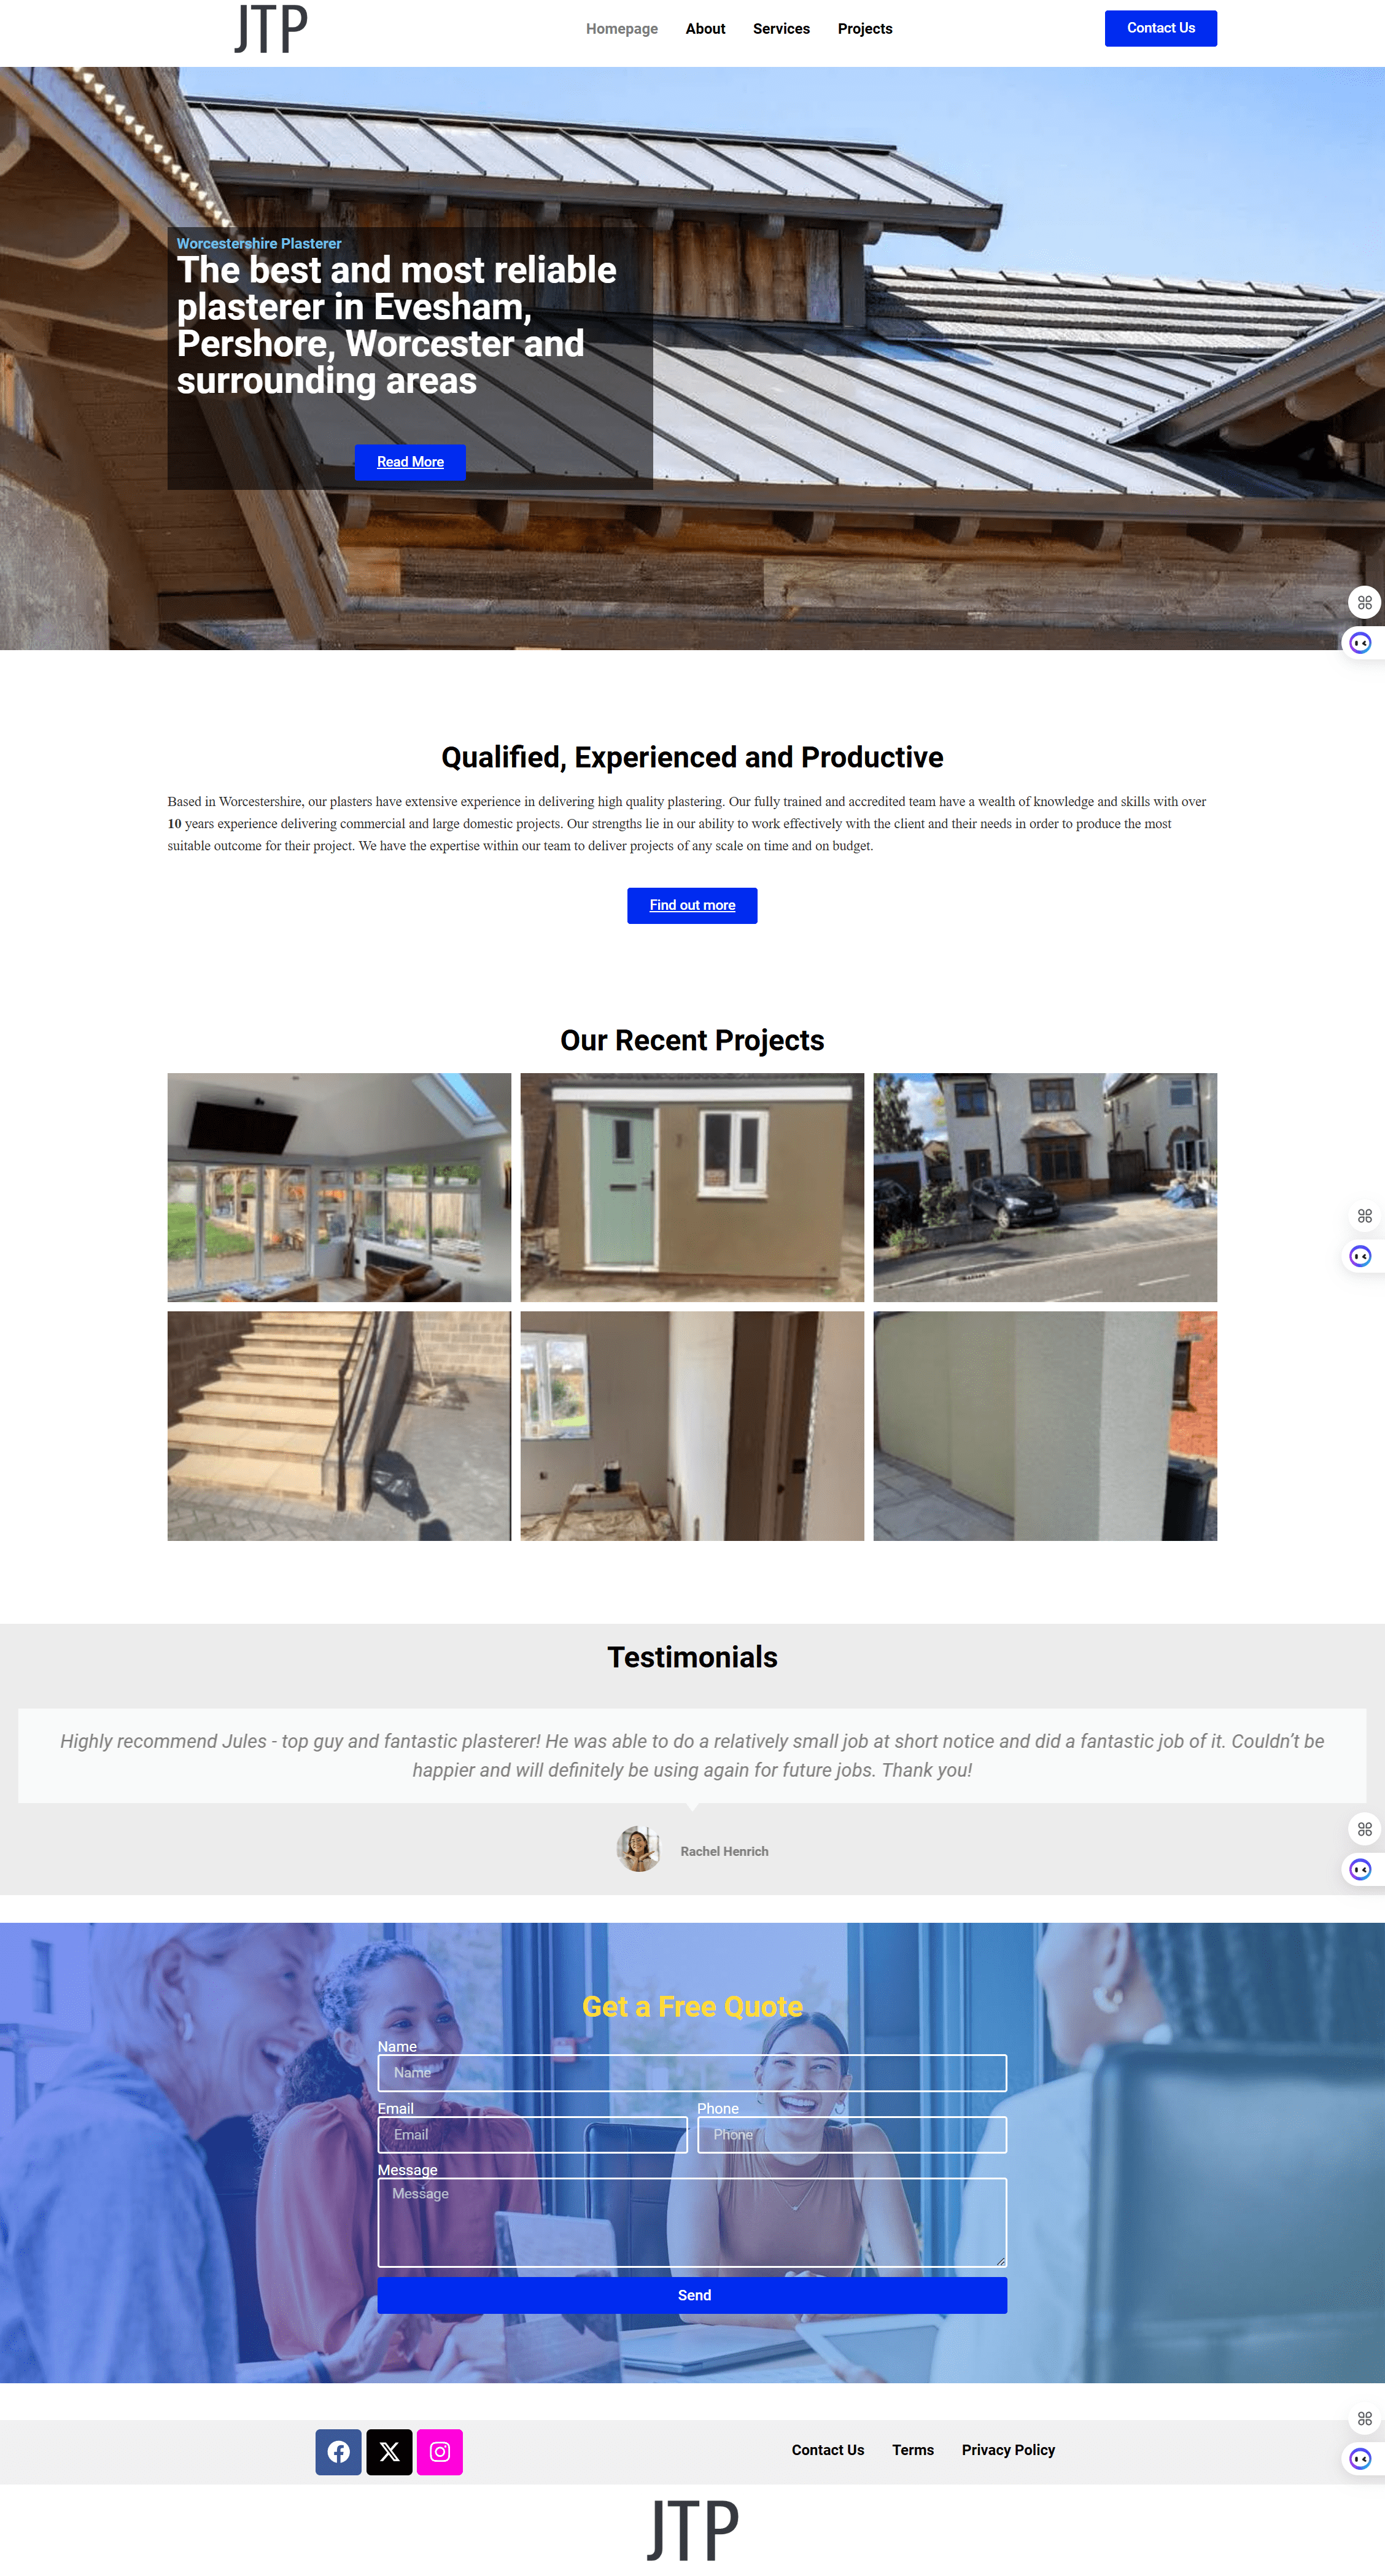 JTP
Homepage About Services Projects
Contact Us
Worcestershire Plasterer
The best and most reliable
plasterer in Evesham,
Pershore, Worcester and
surrounding areas
Read More
Qualified, Experienced and Productive
Based in Worcestershire, our plasters have extensive experience in delivering high quality plastering. Our fully trained and accredited team have a wealth of knowledge and skills with over
10 years experience delivering commercial and large domestic projects. Our strengths lie in our ability to work effectively with the client and their needs in order to produce the most
suitable outcome for their project. We have the expertise within our team to deliver projects of any scale on time and on budget.
Find out more
Our Recent Projects
Testimonials
Highly recommend Jules - top guy and fantastic plasterer! He was able to do a relatively small job at short notice and did a fantastic job of it. Couldn't be
happier and will definitely be using again for future jobs. Thank you!
Rachel Henrich
Get a Free Quote
Name
Name
Email Phone
Email Phone
Message
Message
Send
Contact Us Terms Privacy Policy
JTP